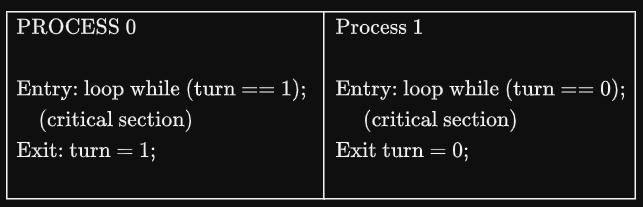 PROCESS 0
Entry: loop while (turn == 1);
(critical section)
Exit: turn = 1;
Process 1
Entry: loop while (turn == 0);
(critical section)
Exit turn = 0;